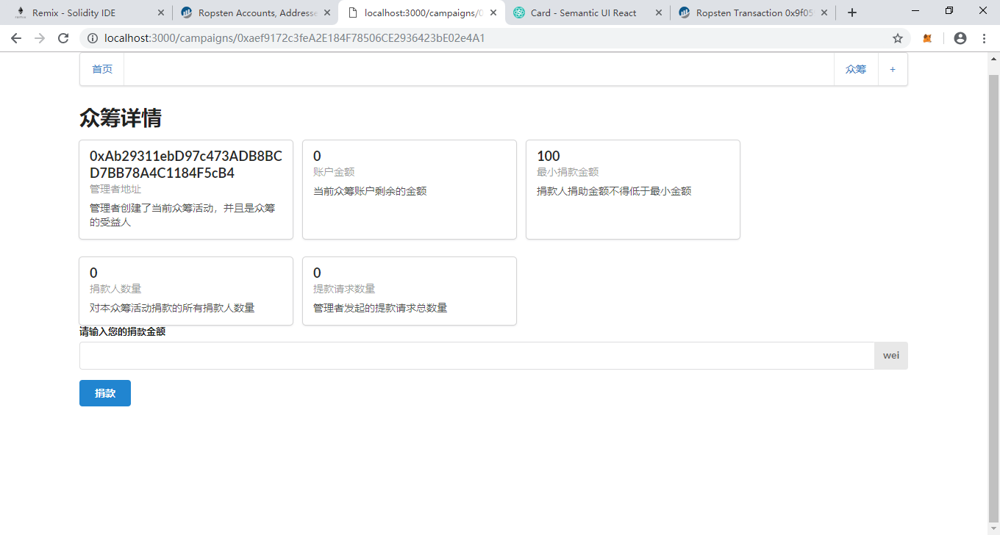 Remix - Solidity IDE
Ropsten Accounts, Addresse
localhost:3000/campaigns/0
Card - Semantic UI React
Ropsten Transaction 0x9f05
localhost:3000/campaigns/0xaef9172c3feA2E184F78506CE2936423bE02e4A1
首页
众筹
+
众筹详情
0xAb29311ebD97c473ADB8BC
D7BB78A4C1184F5cB4
管理者地址
管理者创建了当前众筹活动，并且是众筹
的受益人
0
账户金额
当前众筹账户剩余的金额
100
最小捐款金额
捐款人捐助金额不得低于最小金额
0
捐款人数量
对本众筹活动捐款的所有捐款人数量
0
提款请求数量
管理者发起的提款请求总数量
请输入您的捐款金额
wei
捐款